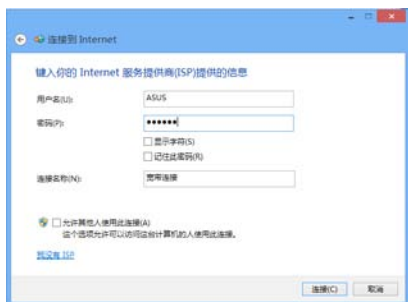 连接到 Internet
键入你的 Internet 服务提供商(ISP)提供的信息
用户名(U):
ASUS
密码(P):
••••••
显示字符(S)
记住此密码(R)
连接名称(N):
宽带连接
允许其他人使用此连接(A)
这个选项允许可以访问这台计算机的人使用此连接。
我没有 ISP
连接(C)
取消